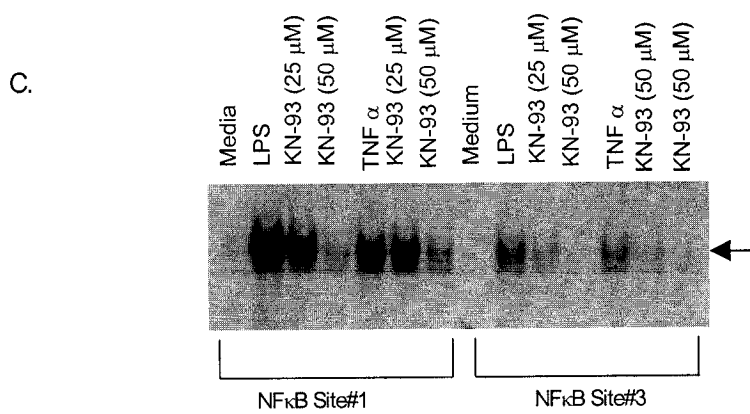 C.
Media
LPS
KN-93 (25 μM)
KN-93 (50 μM)
TNF α
KN-93 (25 μM)
KN-93 (50 μM)
Medium
LPS
KN-93 (25 μM)
KN-93 (50 μM)
TNF α
KN-93 (50 μM)
KN-93 (50 μM)
NFκB Site#1
NFκB Site#3